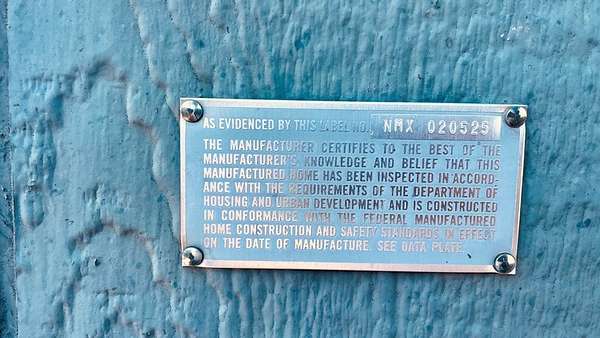 AS EVIDENCED BY THIS LABEL NO. NMX 020525
THE MANUFACTURER CERTIFIES TO THE BEST OF THE
MANUFACTURER'S KNOWLEDGE AND BELIEF THAT THIS
MANUFACTURED HOME HAS BEEN INSPECTED IN ACCORD-
ANCE WITH THE REQUIREMENTS OF THE DEPARTMENT OF
HOUSING AND URBAN DEVELOPMENT AND IS CONSTRUCTED
IN CONFORMANCE WITH THE FEDERAL MANUFACTURED
HOME CONSTRUCTION AND SAFETY STANDARDS IN EFFECT
ON THE DATE OF MANUFACTURE. SEE DATA PLATE.